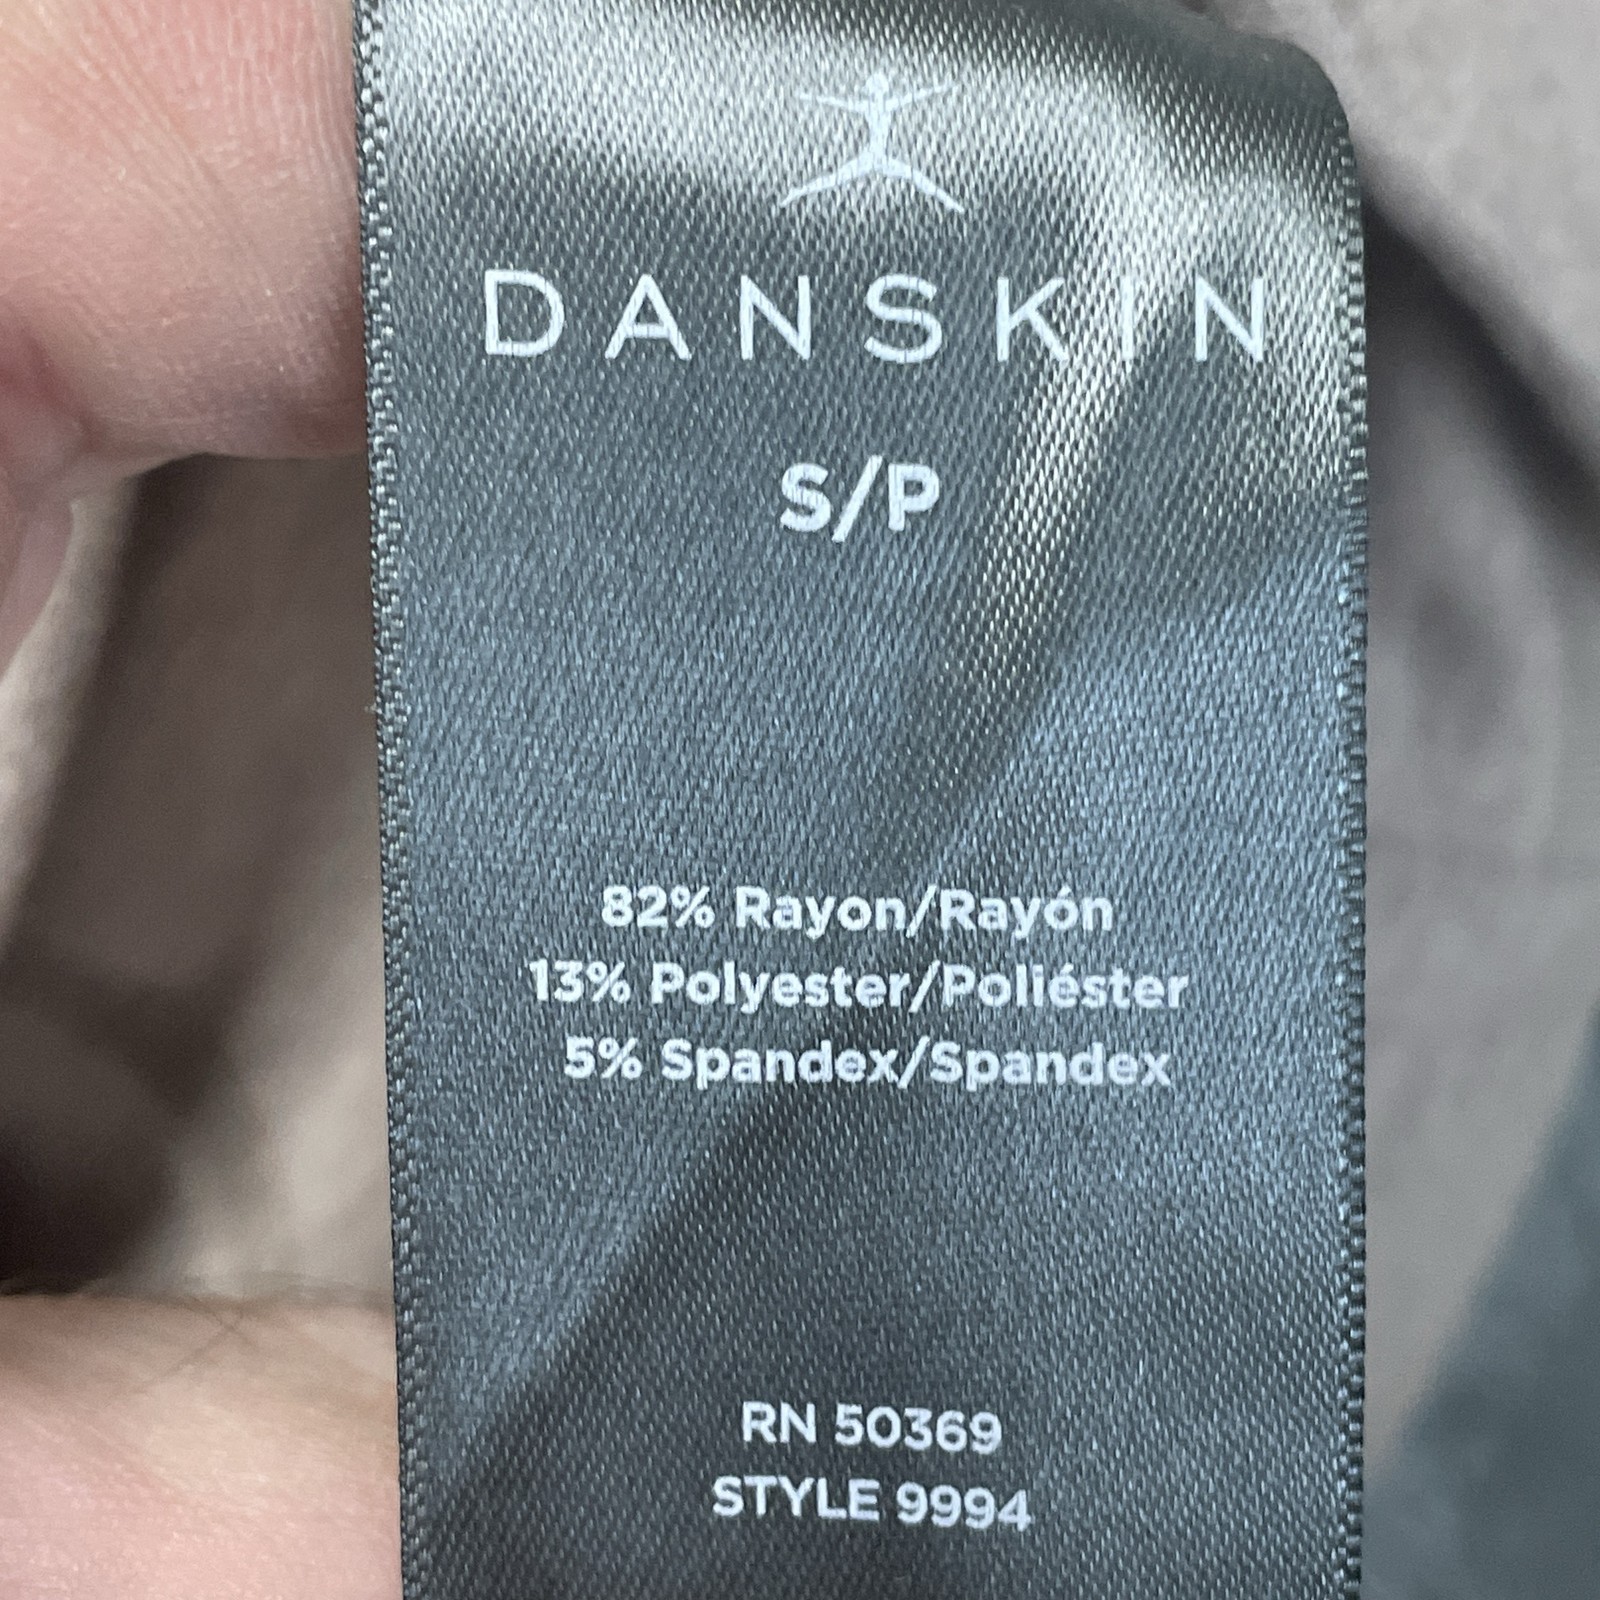 DANSKIN
S/P
82% Rayon/Rayón
13% Polyester/Poliéster
5% Spandex/Spandex
RN 50369
STYLE 9994